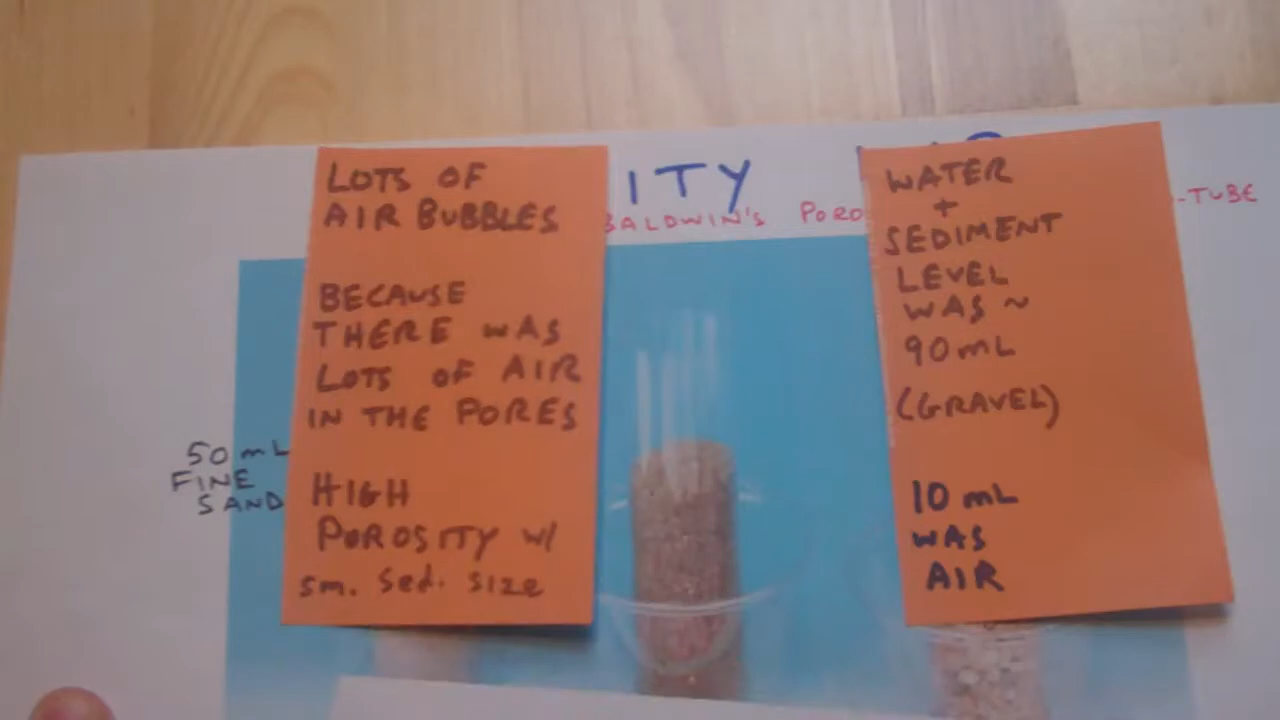 ITY
BALDWIN'S PORO
-TUBE
LOTS OF
AIR BUBBLES
BECAUSE
THERE WAS
LOTS OF AIR
IN THE PORES
HIGH
POROSITY W/
sm. sed. size
50 mL
FINE
SAND
WATER
+
SEDIMENT
LEVEL
WAS ~
90 mL
(GRAVEL)
10 mL
WAS
AIR